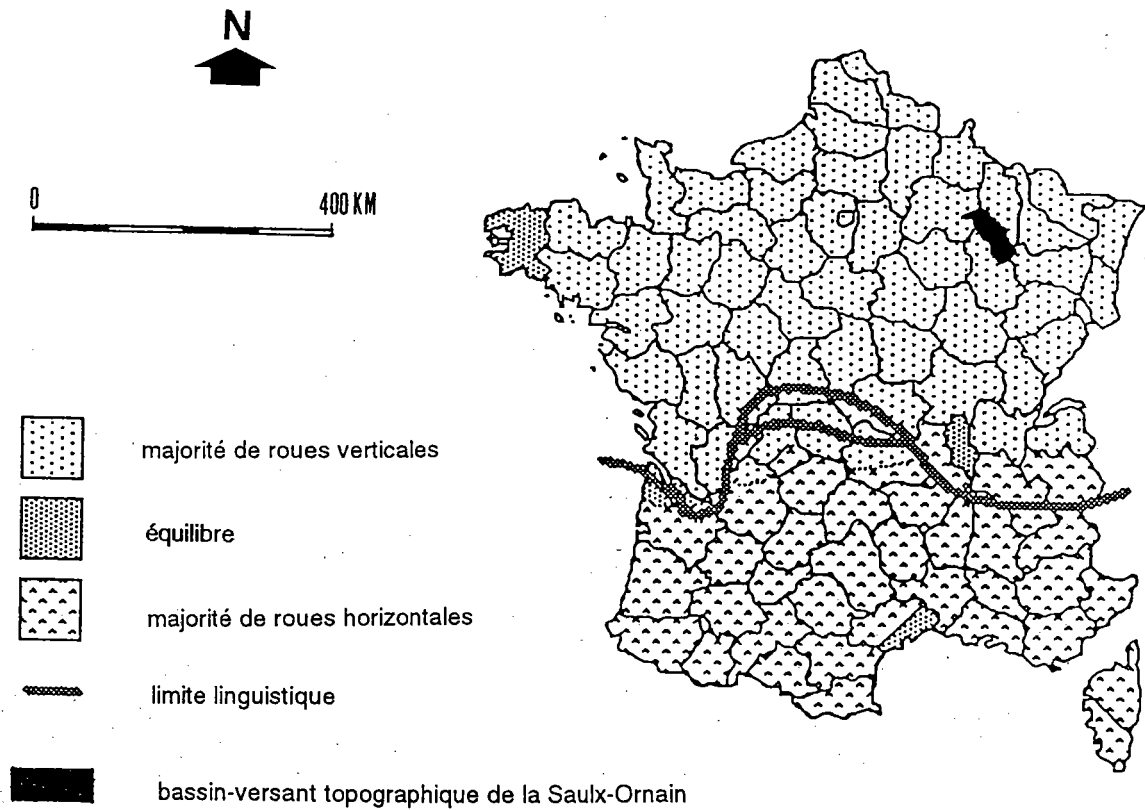 N
0 400 KM
majorité de roues verticales
équilibre
majorité de roues horizontales
limite linguistique
bassin-versant topographique de la Saulx-Ornain